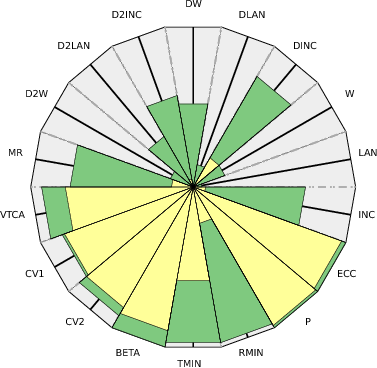 DW
D2INC
DLAN
D2LAN
DINC
D2W
W
MR
LAN
VTCA
INC
CV1
ECC
CV2
P
BETA
RMIN
TMIN